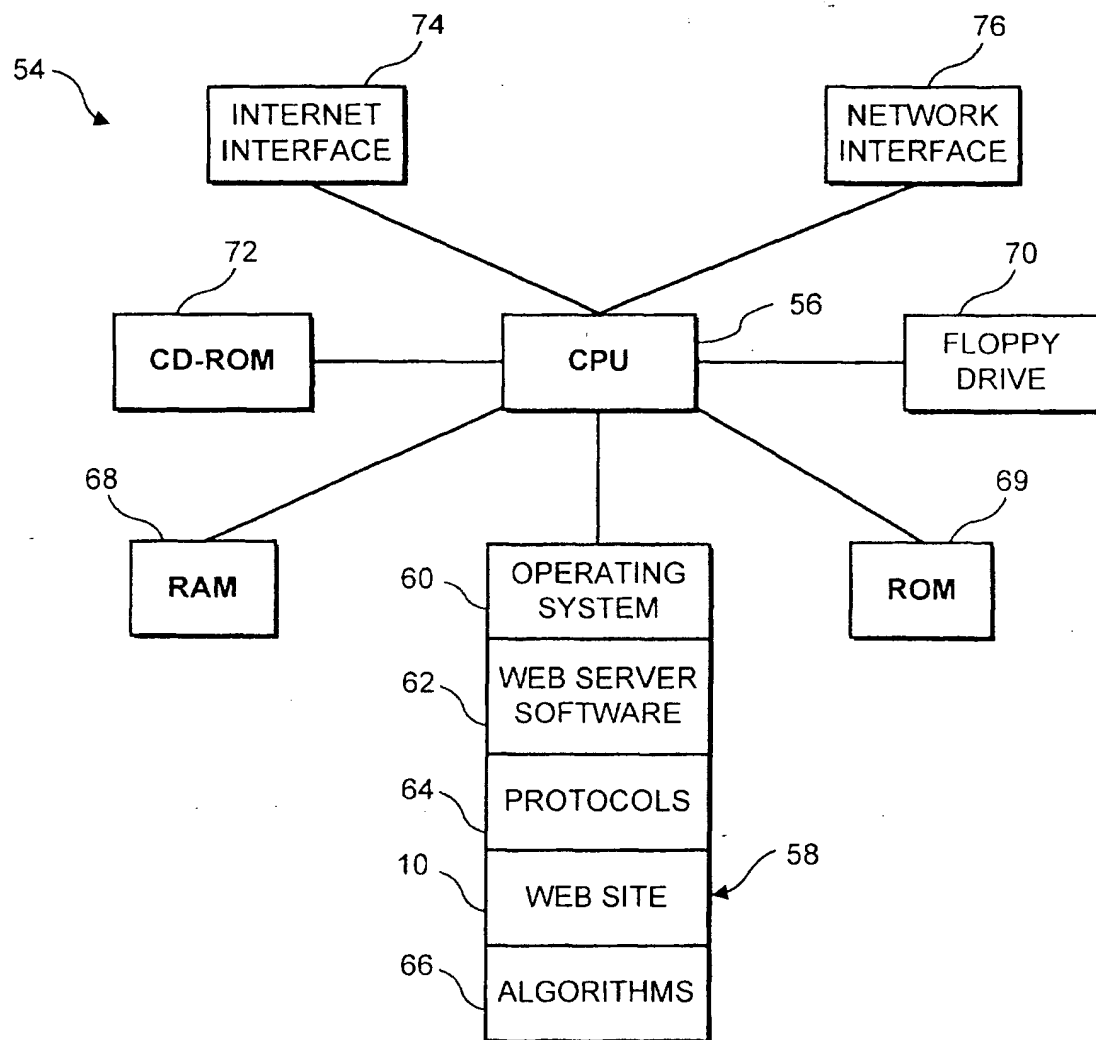 74
76
54
INTERNET
INTERFACE
NETWORK
INTERFACE
72
56
70
CD-ROM
CPU
FLOPPY
DRIVE
68
69
RAM
ROM
60
OPERATING
SYSTEM
62
WEB SERVER
SOFTWARE
64
PROTOCOLS
10
WEB SITE
58
66
ALGORITHMS